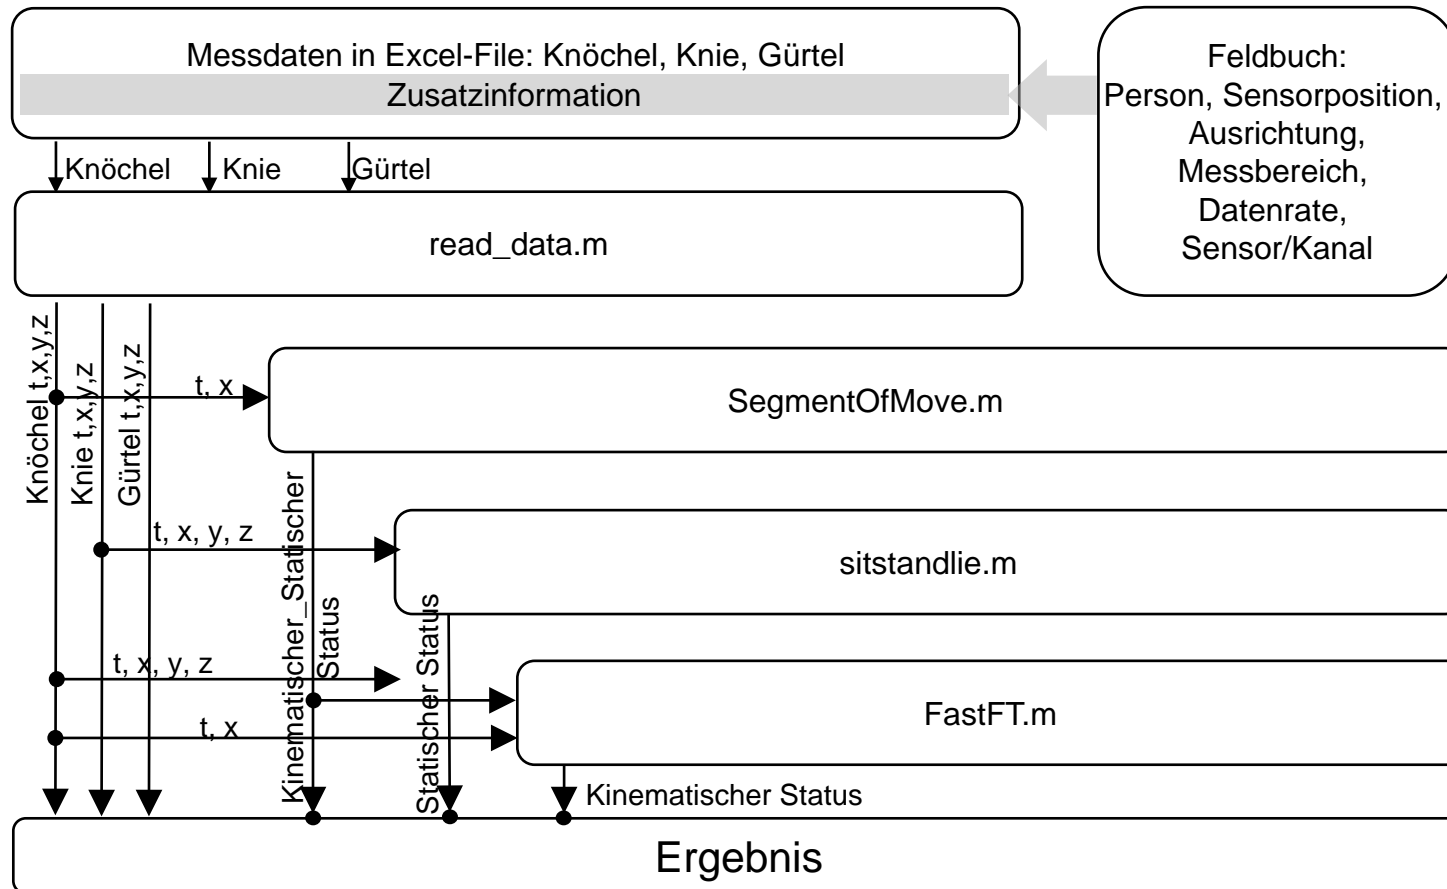 Messdaten in Excel-File: Knöchel, Knie, Gürtel
Zusatzinformation
Feldbuch:
Person, Sensorposition,
Ausrichtung,
Messbereich,
Datenrate,
Sensor/Kanal
Knöchel
Knie
Gürtel
read_data.m
Knöchel t,x,y,z
Knie t,x,y,z
Gürtel t,x,y,z
t, x
SegmentOfMove.m
Kinematischer_Statischer
Status
t, x, y, z
sitstandlie.m
Statischer Status
t, x, y, z
t, x
FastFT.m
Kinematischer Status
Ergebnis